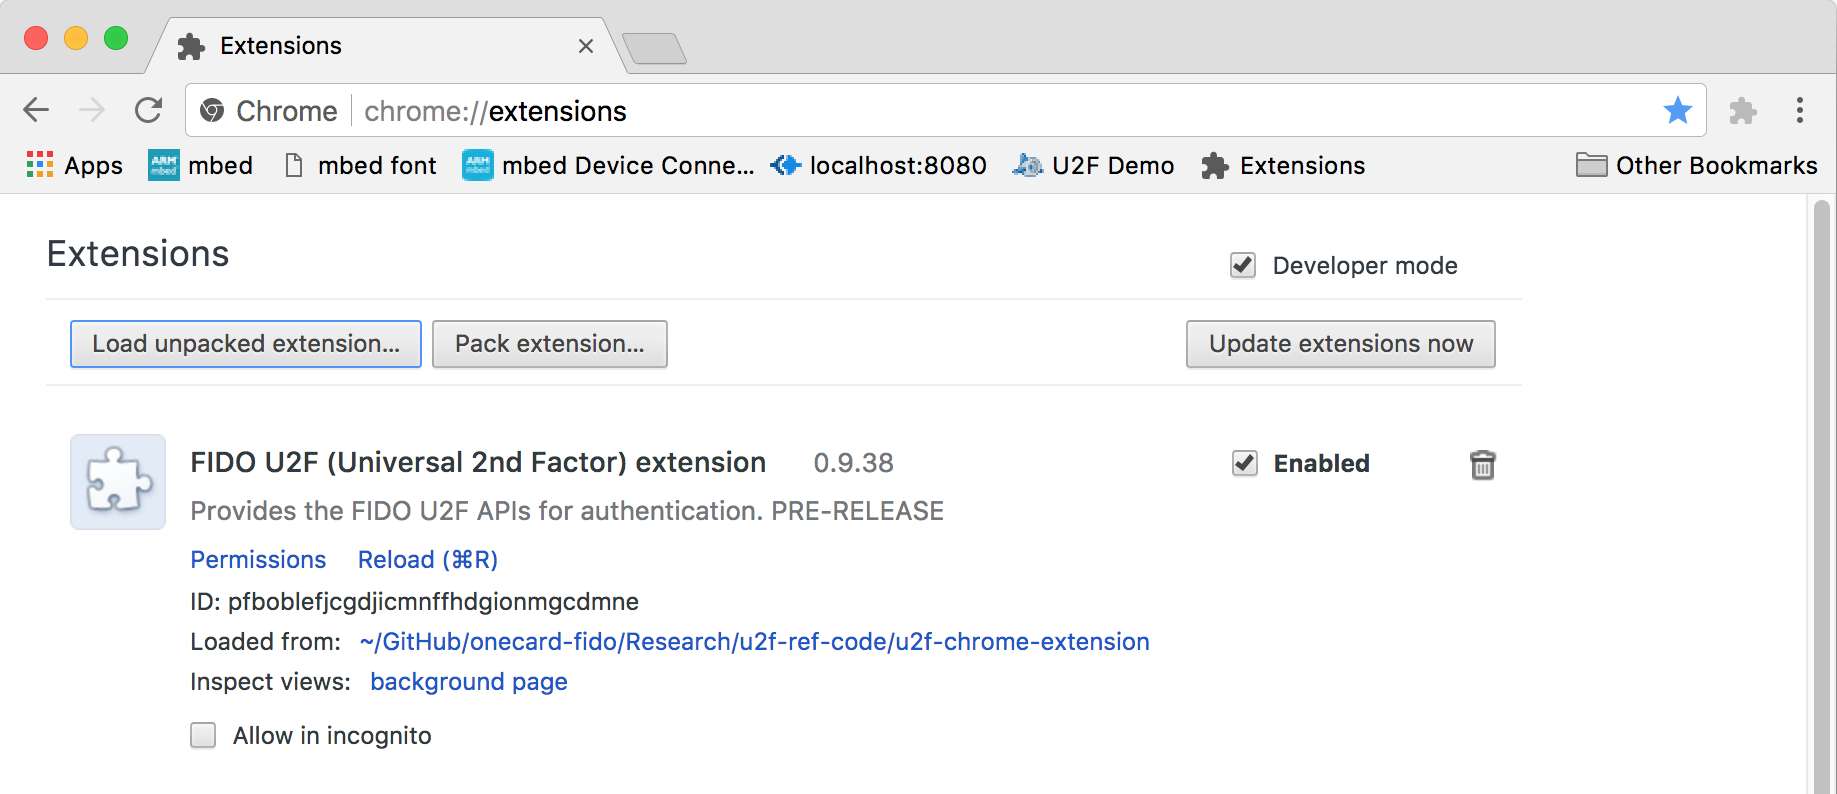 Extensions
Chrome chrome://extensions
Apps mbed mbed font mbed Device Conne... localhost:8080 U2F Demo Extensions Other Bookmarks
Extensions Developer mode
Load unpacked extension... Pack extension... Update extensions now
FIDO U2F (Universal 2nd Factor) extension 0.9.38 Enabled
Provides the FIDO U2F APIs for authentication. PRE-RELEASE
Permissions Reload (⌘R)
ID: pfboblefjcgdjicmnffhdgionmgcdmne
Loaded from: ~/GitHub/onecard-fido/Research/u2f-ref-code/u2f-chrome-extension
Inspect views: background page
Allow in incognito